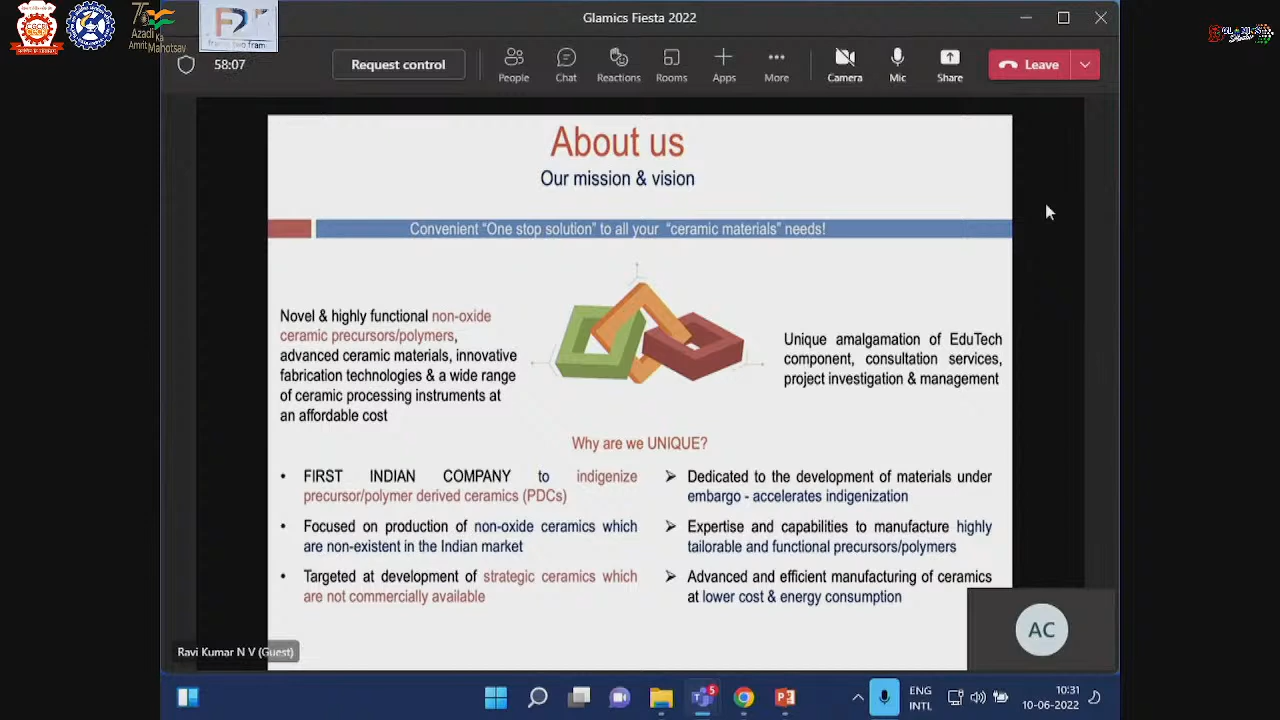 75
Azadi Ka
Amrit Mahotsav
Glamics Fiesta 2022
58:07
Request control
People
Chat
Reactions
Rooms
Apps
More
Camera
Mic
Share
Leave
About us
Our mission & vision
Convenient “One stop solution” to all your “ceramic materials” needs!
Novel & highly functional non-oxide
ceramic precursors/polymers,
advanced ceramic materials, innovative
fabrication technologies & a wide range
of ceramic processing instruments at
an affordable cost
Unique amalgamation of EduTech
component, consultation services,
project investigation & management
Why are we UNIQUE?
• FIRST INDIAN COMPANY to indigenize
precursor/polymer derived ceramics (PDCs)
• Focused on production of non-oxide ceramics which
are non-existent in the Indian market
• Targeted at development of strategic ceramics which
are not commercially available
➢ Dedicated to the development of materials under
embargo - accelerates indigenization
➢ Expertise and capabilities to manufacture highly
tailorable and functional precursors/polymers
➢ Advanced and efficient manufacturing of ceramics
at lower cost & energy consumption
AC
Ravi Kumar N V (Guest)
5
ENG
INTL
10:31
10-06-2022